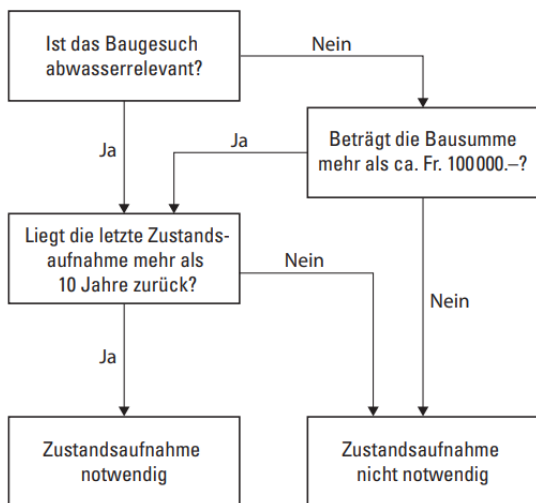 Ist das Baugesuch
abwasserrelevant?
Nein
Ja
Beträgt die Bausumme
mehr als ca. Fr. 100000.–?
Ja
Liegt die letzte Zustands-
aufnahme mehr als
10 Jahre zurück?
Nein
Nein
Ja
Zustandsaufnahme
notwendig
Zustandsaufnahme
nicht notwendig